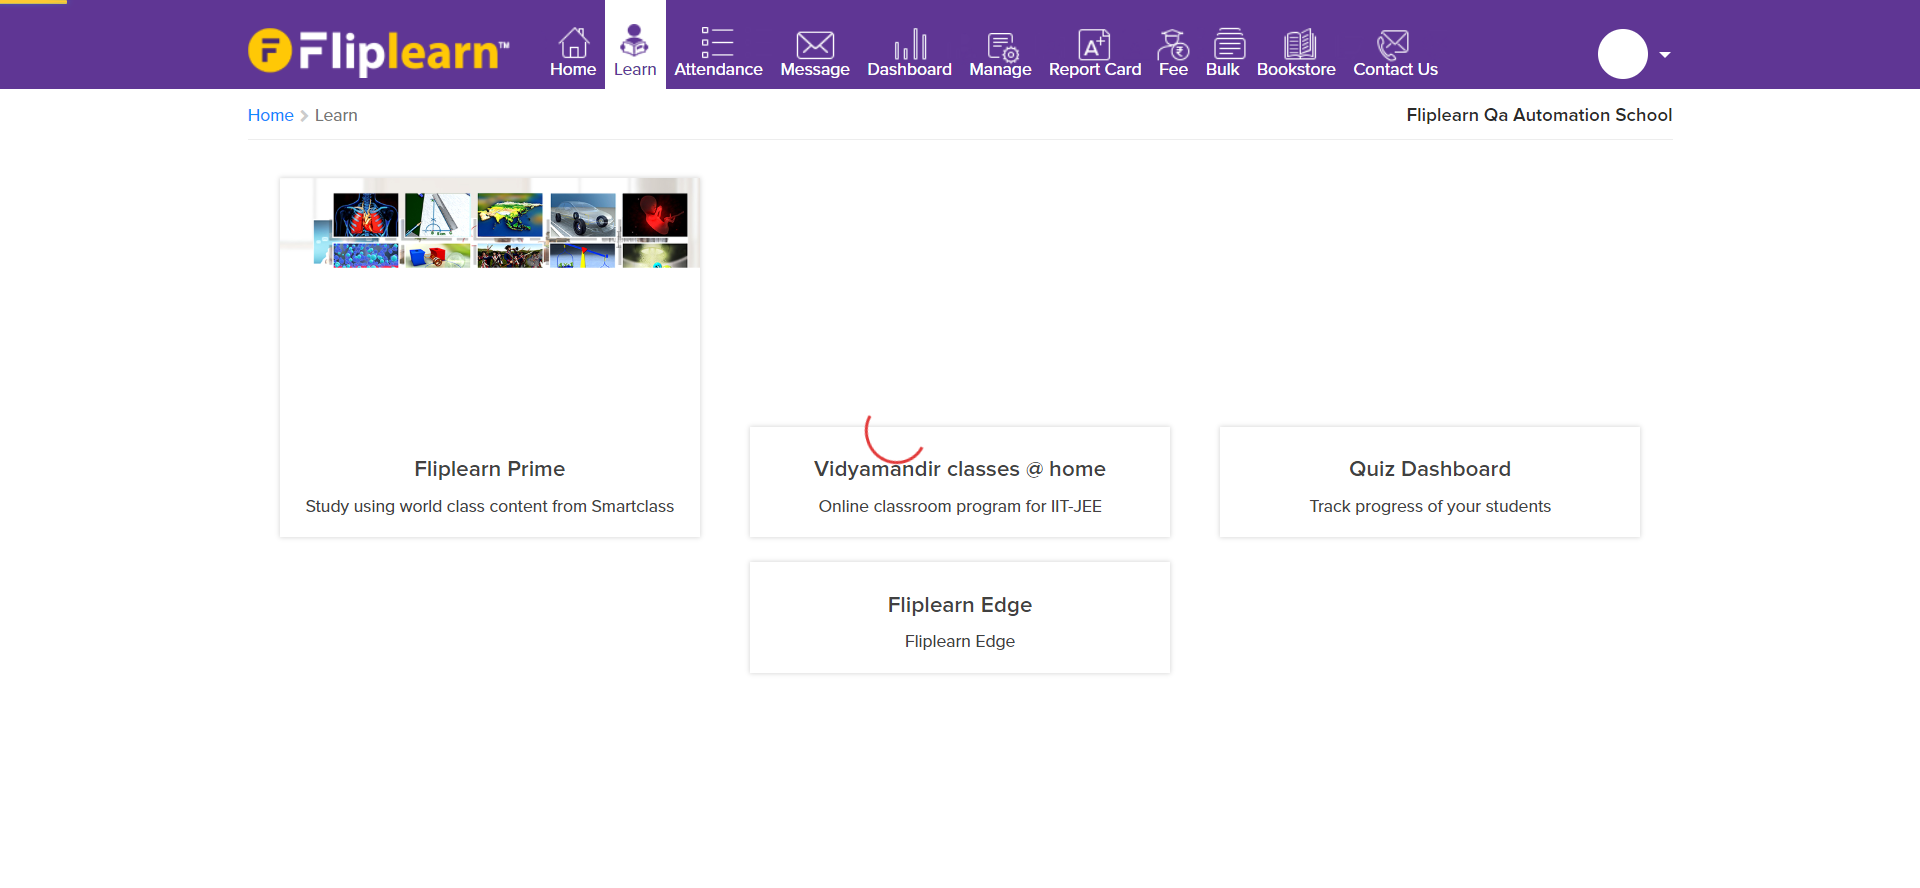 Fliplearn™
Home Learn Attendance Message Dashboard Manage Report Card Fee Bulk Bookstore Contact Us
Home Learn
Fliplearn Qa Automation School
Fliplearn Prime
Study using world class content from Smartclass
Vidyamandir classes @ home
Online classroom program for IIT-JEE
Quiz Dashboard
Track progress of your students
Fliplearn Edge
Fliplearn Edge